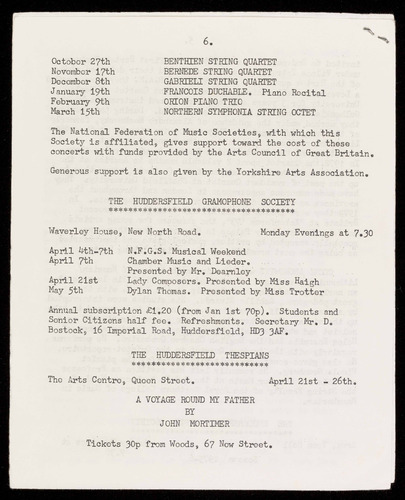 6.
October 27th BENTHIEN STRING QUARTET
November 17th BERNEDE STRING QUARTET
December 8th GABRIELI STRING QUARTET
January 19th FRANCOIS DUCHABLE. Piano Recital
February 9th ORION PIANO TRIO
March 15th NORTHERN SYMPHONIA STRING OCTET
The National Federation of Music Societies, with which this
Society is affiliated, gives support toward the cost of these
concerts with funds provided by the Arts Council of Great Britain.
Generous support is also given by the Yorkshire Arts Association.
THE HUDDERSFIELD GRAMOPHONE SOCIETY
**************************************
Waverley House, New North Road. Monday Evenings at 7.30
April 4th-7th N.F.G.S. Musical Weekend
April 7th Chamber Music and Lieder.
Presented by Mr. Dearnley
April 21st Lady Composers. Presented by Miss Haigh
May 5th Dylan Thomas. Presented by Miss Trotter
Annual subscription £1.20 (from Jan 1st 70p). Students and
Senior Citizens half fee. Refreshments. Secretary Mr. D.
Bostock, 16 Imperial Road, Huddersfield, HD3 3AF.
THE HUDDERSFIELD THESPIANS
****************************
The Arts Centre, Queen Street. April 21st - 26th.
A VOYAGE ROUND MY FATHER
BY
JOHN MORTIMER
Tickets 30p from Woods, 67 New Street.